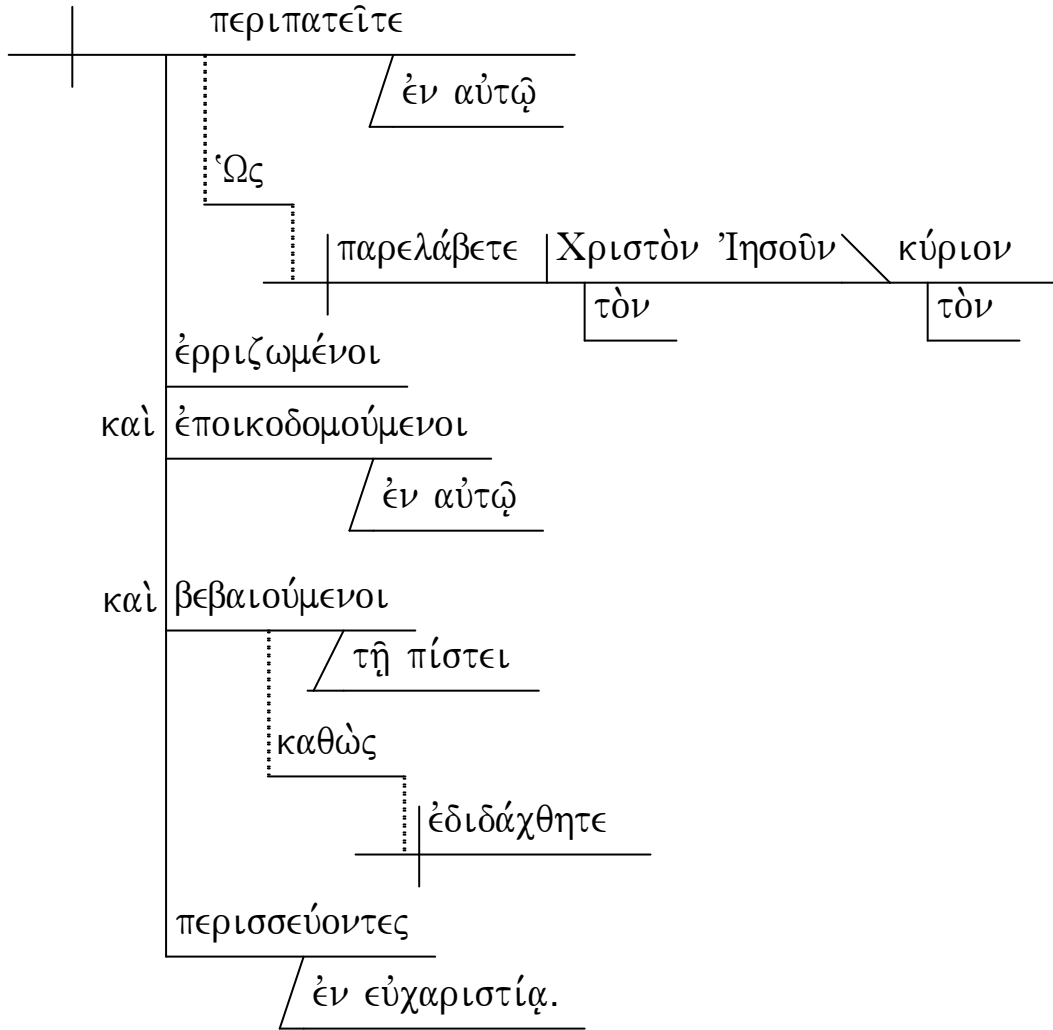 περιπατεῖτε
ἐν αὐτῷ
Ὡς
παρελάβετε Χριστὸν Ἰησοῦν κύριον
τὸν τὸν
ἐρριζωμένοι
καὶ ἐποικοδομούμενοι
ἐν αὐτῷ
καὶ βεβαιούμενοι
τῇ πίστει
καθὼς
ἐδιδάχθητε
περισσεύοντες
ἐν εὐχαριστίᾳ.